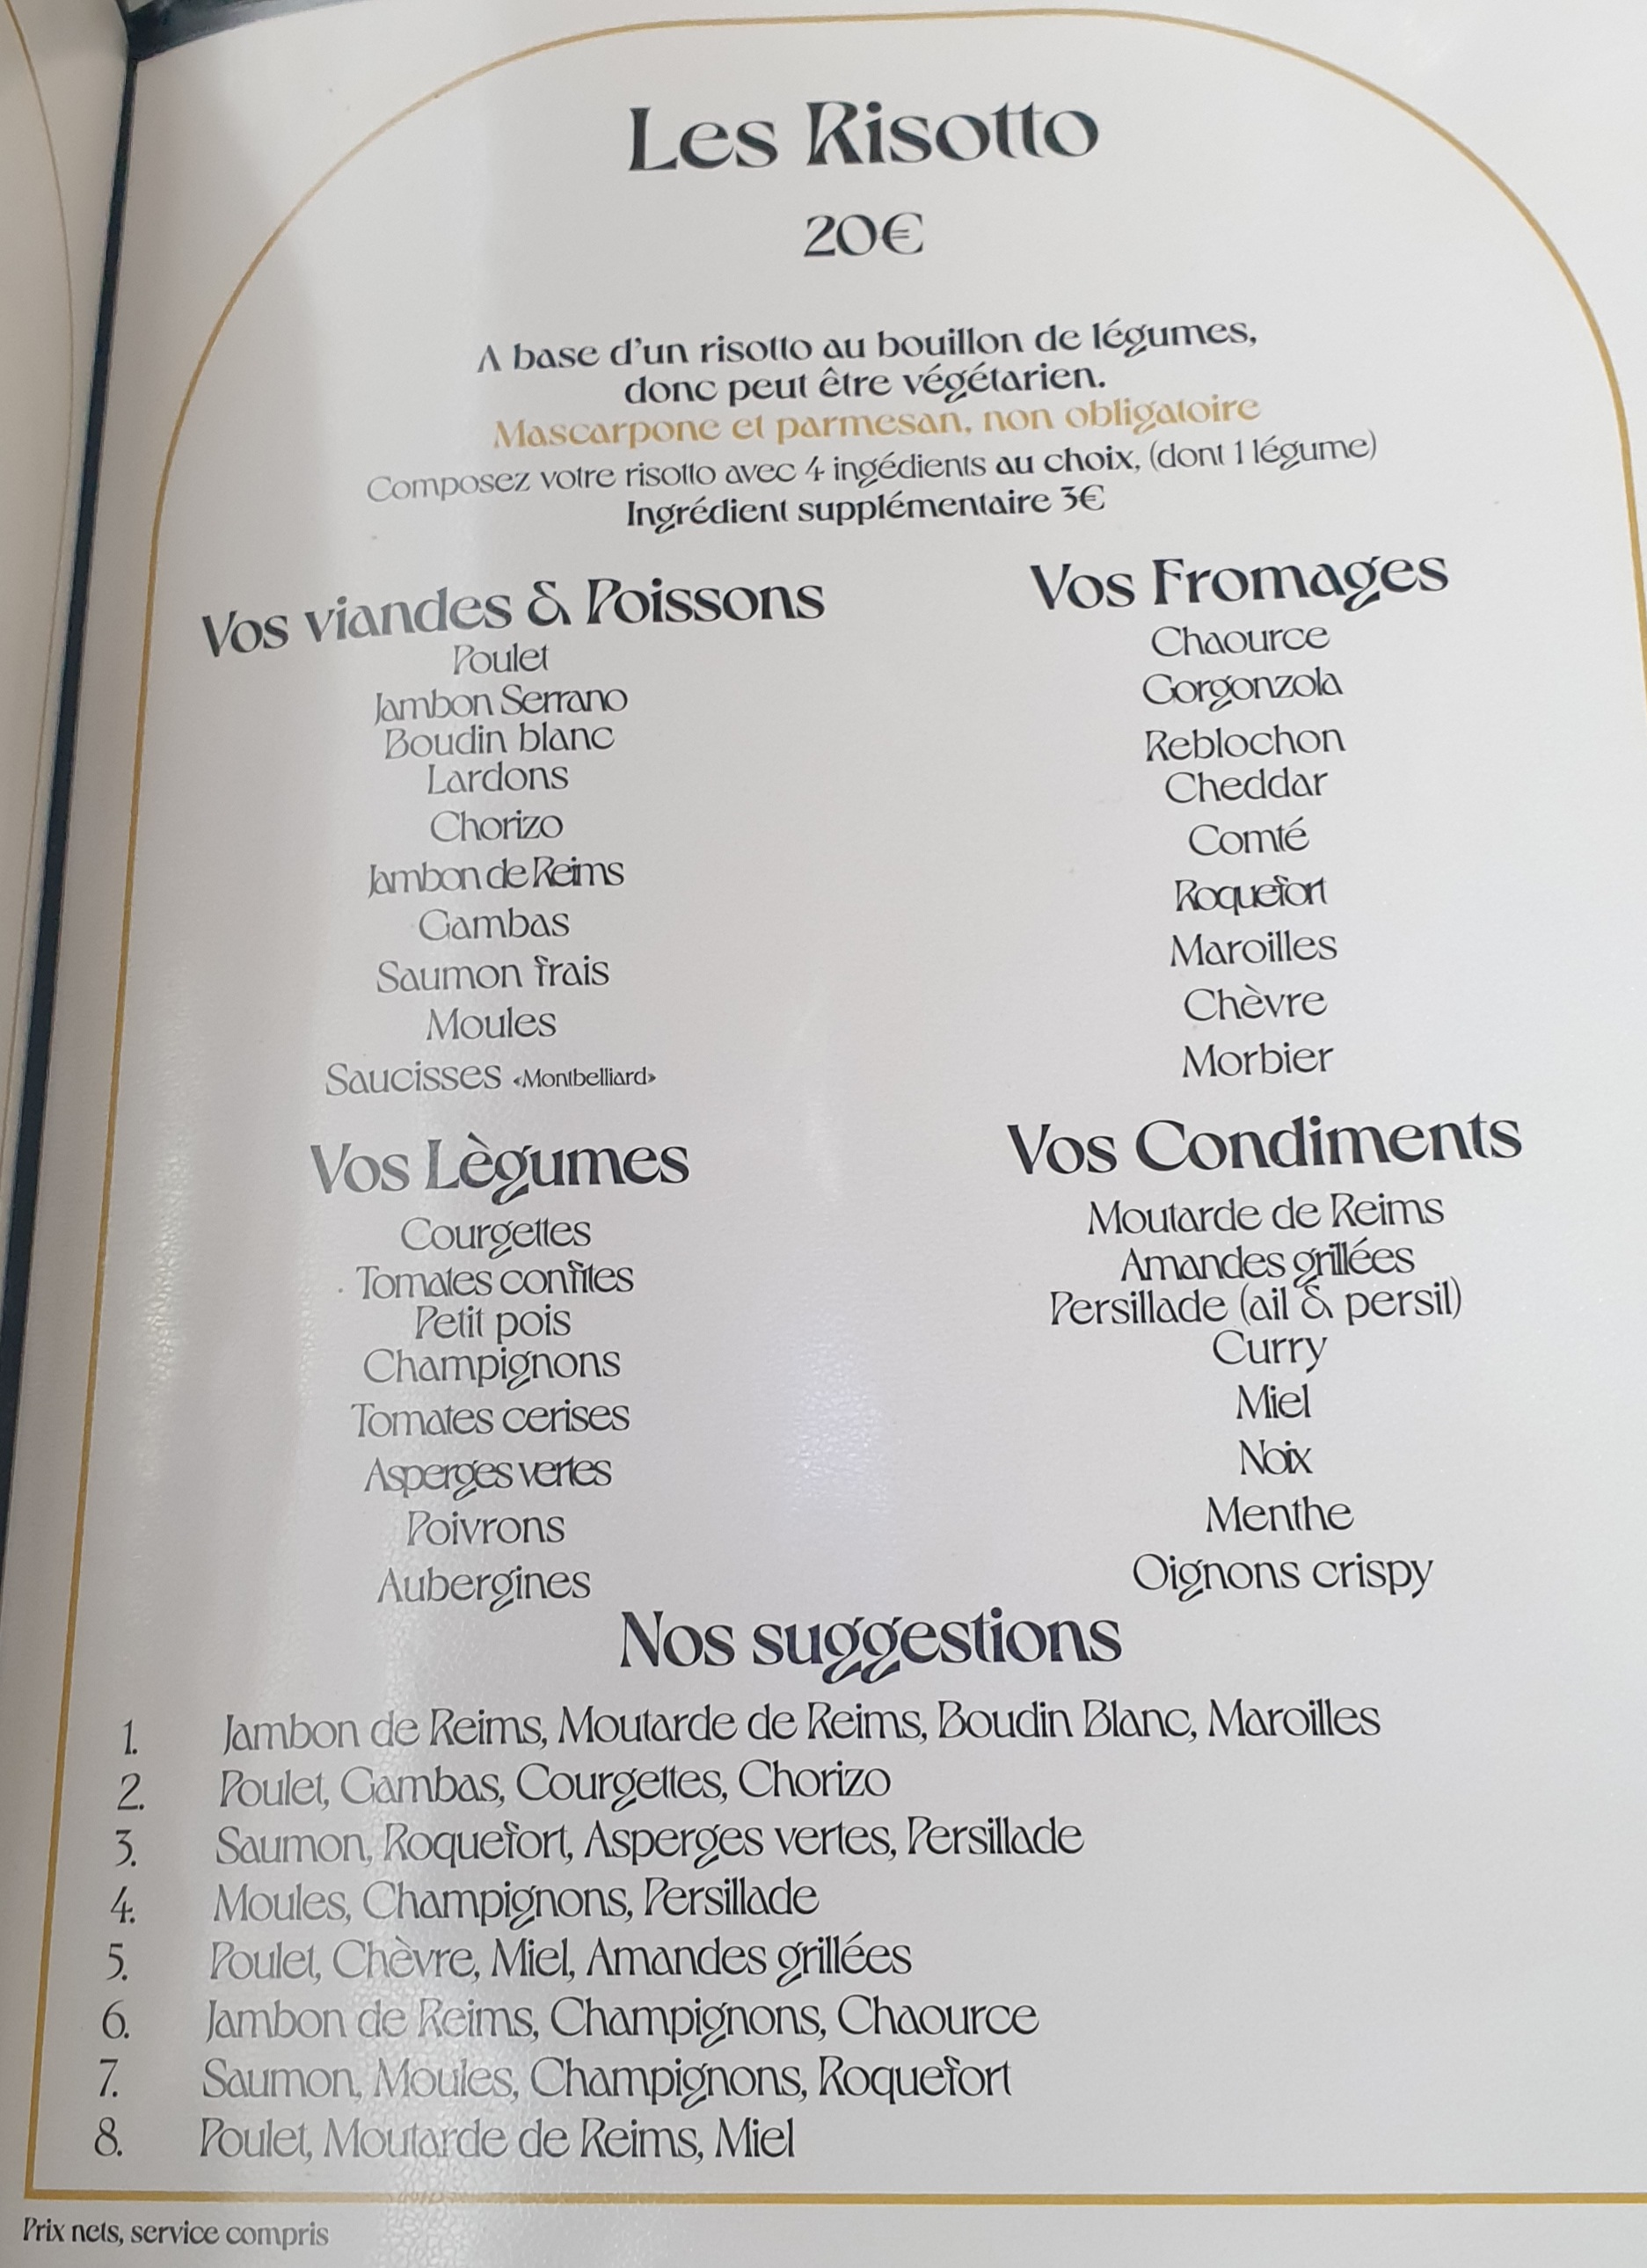 Les Risotto
20€
A base d'un risotto au bouillon de légumes,
donc peut être végétarien.
Mascarpone et parmesan, non obligatoire
Composez votre risotto avec 4 ingédients au choix, (dont 1 légume)
Ingrédient supplémentaire 3€
Vos viandes & Poissons
Poulet
Jambon Serrano
Boudin blanc
Lardons
Chorizo
Jambon de Reims
Gambas
Saumon frais
Moules
Saucisses «Montbelliard»
Vos Fromages
Chaource
Gorgonzola
Reblochon
Cheddar
Comté
Roquefort
Maroilles
Chèvre
Morbier
Vos Lègumes
Courgettes
Tomates confites
Petit pois
Champignons
Tomates cerises
Asperges vertes
Poivrons
Aubergines
Vos Condiments
Moutarde de Reims
Amandes grillées
Persillade (ail & persil)
Curry
Miel
Noix
Menthe
Oignons crispy
Nos suggestions
1. Jambon de Reims, Moutarde de Reims, Boudin Blanc, Maroilles
2. Poulet, Gambas, Courgettes, Chorizo
3. Saumon, Roquefort, Asperges vertes, Persillade
4. Moules, Champignons, Persillade
5. Poulet, Chèvre, Miel, Amandes grillées
6. Jambon de Reims, Champignons, Chaource
7. Saumon, Moules, Champignons, Roquefort
8. Poulet, Moutarde de Reims, Miel
Prix nets, service compris